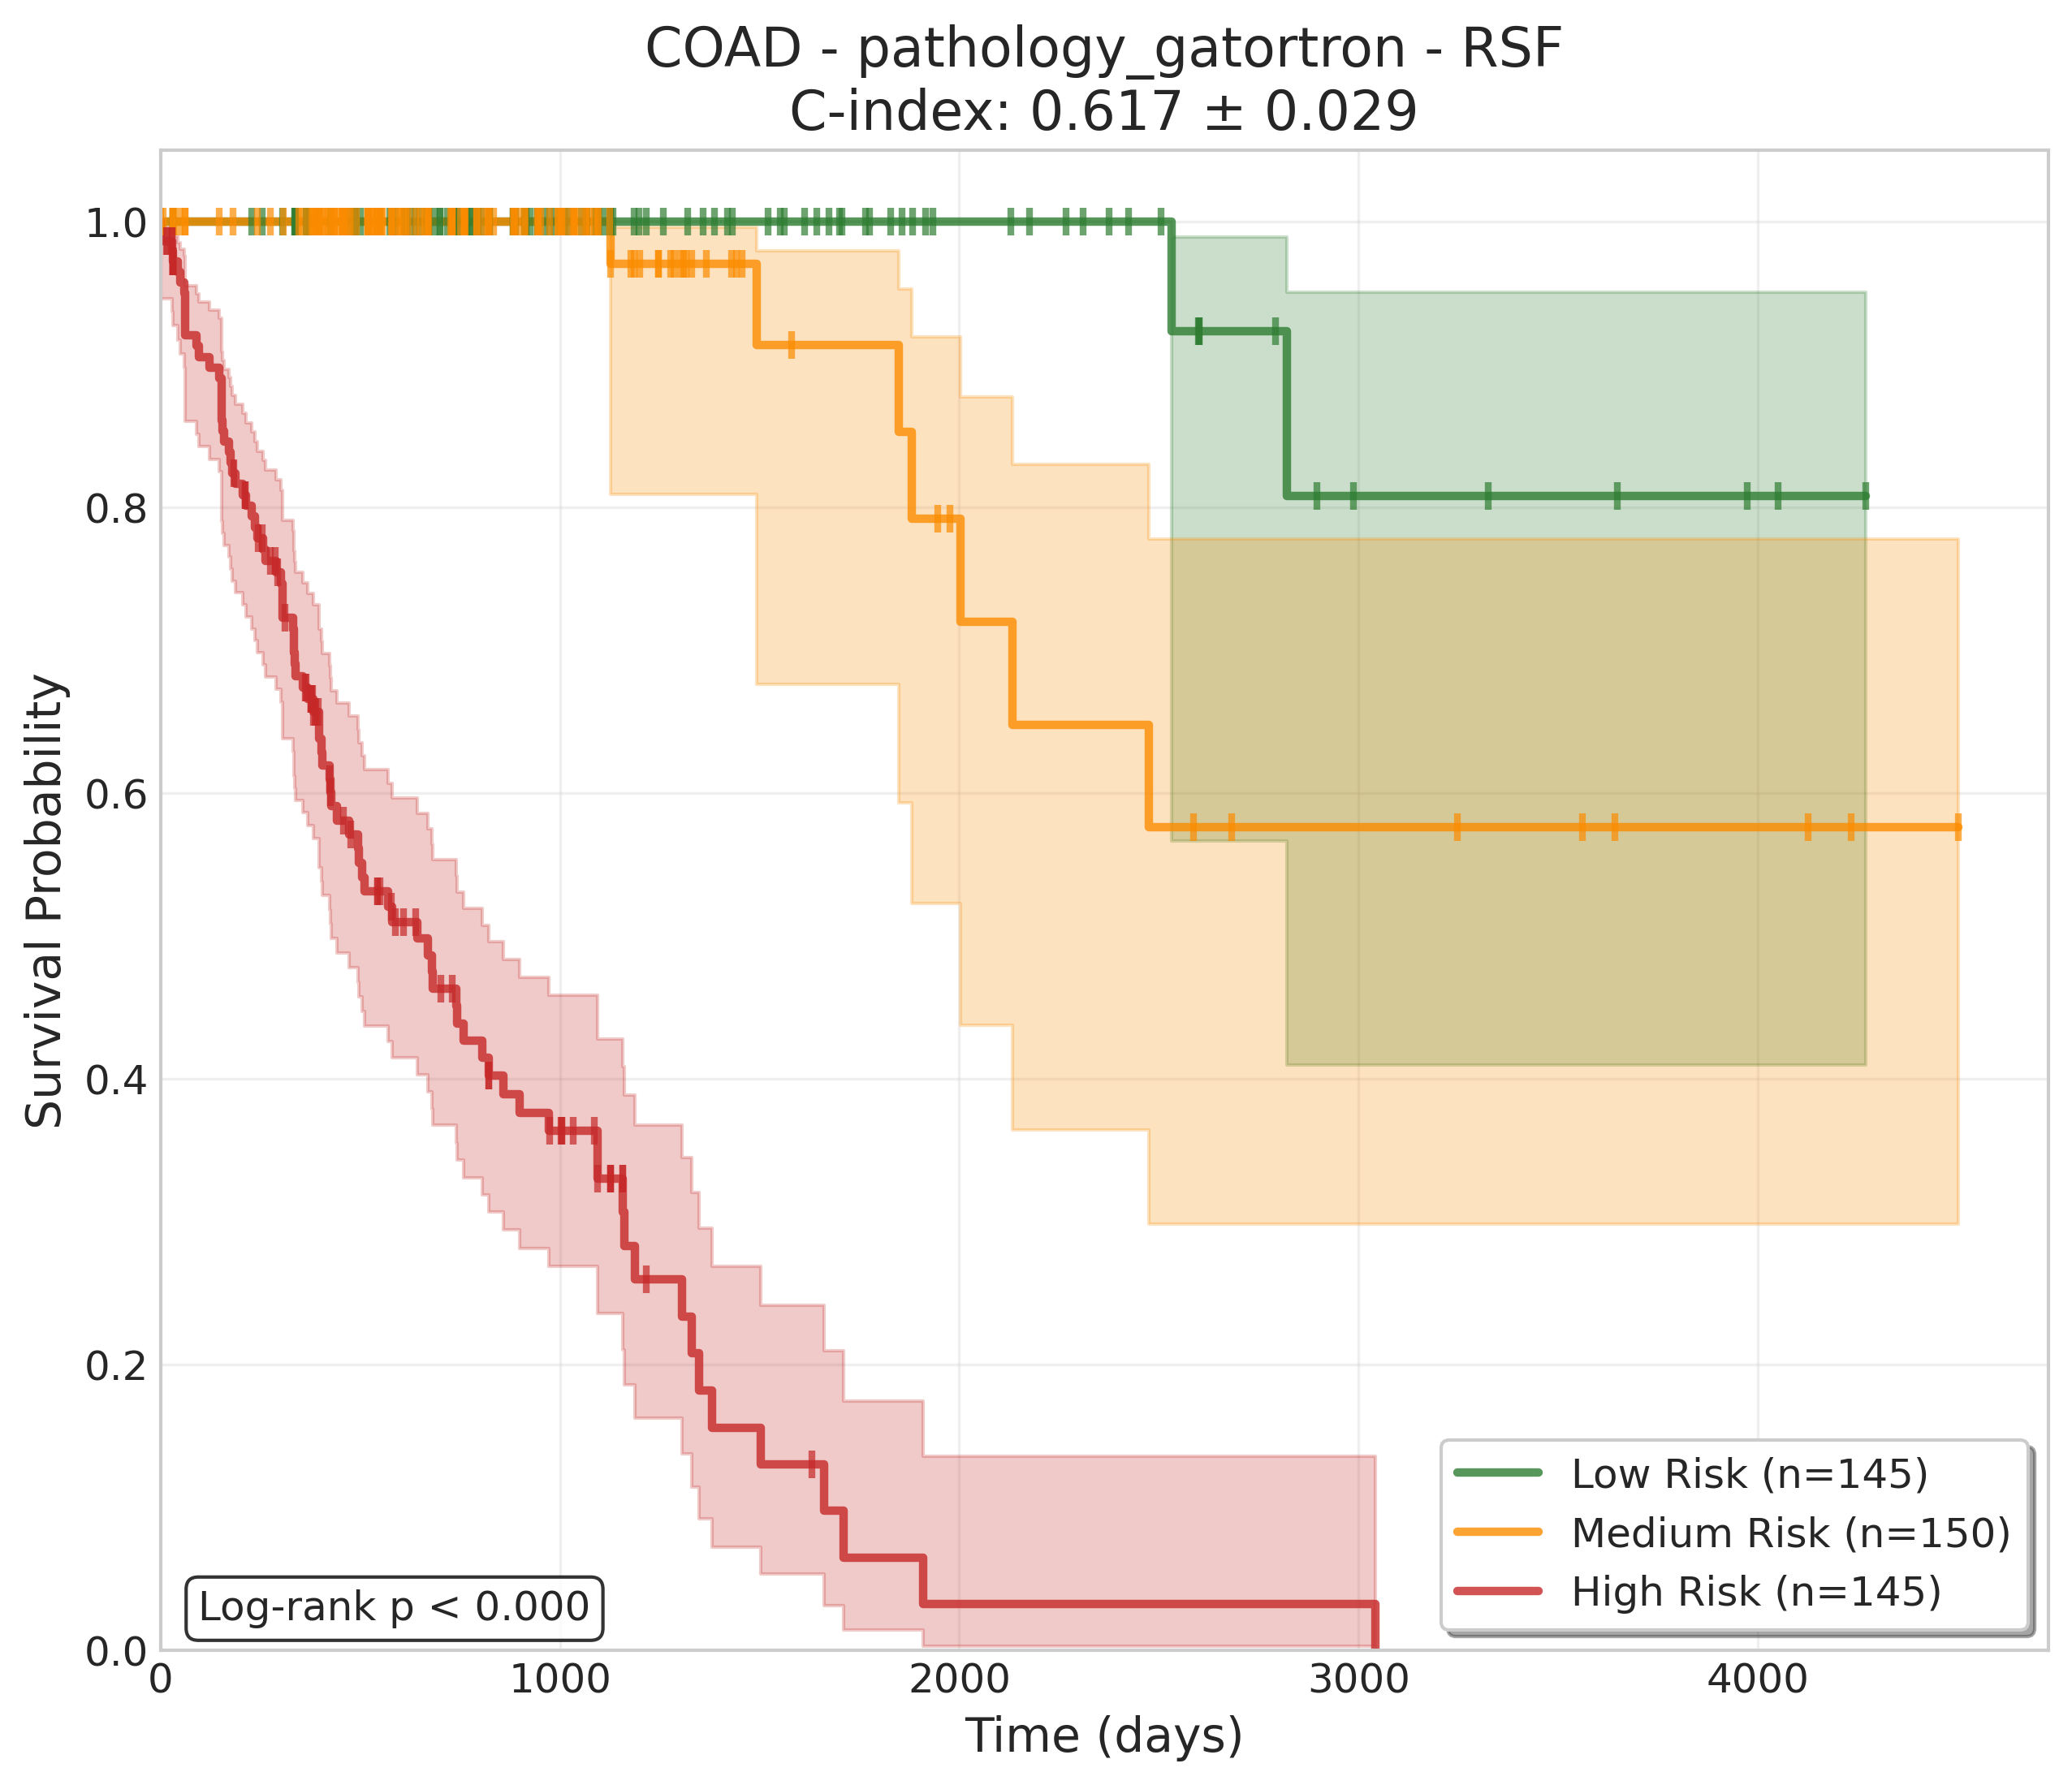 COAD - pathology_gatortron - RSF
C-index: 0.617 ± 0.029
Survival Probability
1.0
0.8
0.6
0.4
0.2
0.0
0
1000
2000
3000
4000
Time (days)
Log-rank p < 0.000
Low Risk (n=145)
Medium Risk (n=150)
High Risk (n=145)